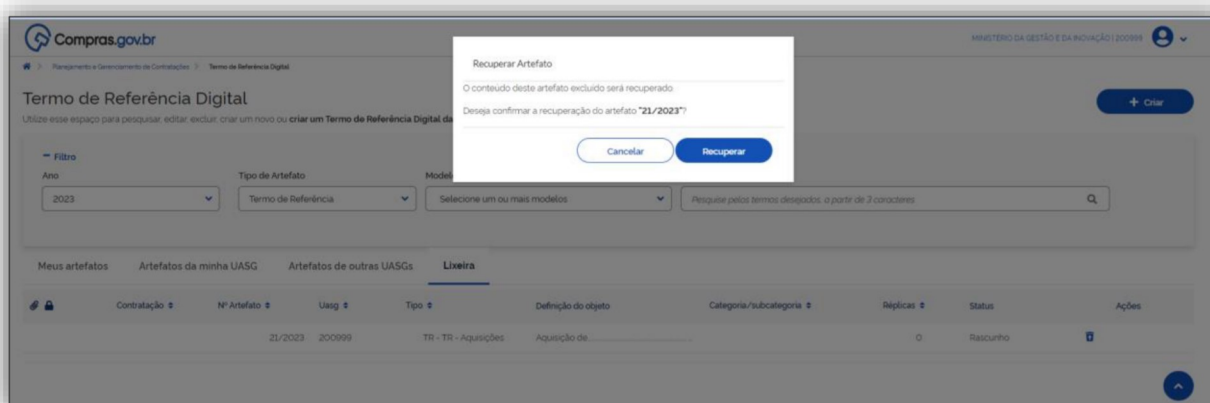 Compras.gov.br
MINISTÉRIO DA GESTÃO E DA INOVAÇÃO | 200999
Planejamento e Gerenciamento de Contratações > Termo de Referência Digital
Termo de Referência Digital
+ Criar
Utilize esse espaço para pesquisar, editar, excluir, criar um novo ou criar um Termo de Referência Digital da
Recuperar Artefato
O conteúdo deste artefato excluído será recuperado
Deseja confirmar a recuperação do artefato "21/2023"?
Cancelar
Recuperar
Filtro
Ano
Tipo de Artefato
Model
2023
Termo de Referência
Selecione um ou mais modelos
Pesquise pelos termos desejados, a partir de 3 caracteres
Meus artefatos Artefatos da minha UASG Artefatos de outras UASGs Lixeira
Contratação Nº Artefato Uasg Tipo Definição do objeto Categoria/subcategoria Réplicas Status Ações
21/2023 200999 TR - TR - Aquisições Aquisição de........................................ 0 Rascunho